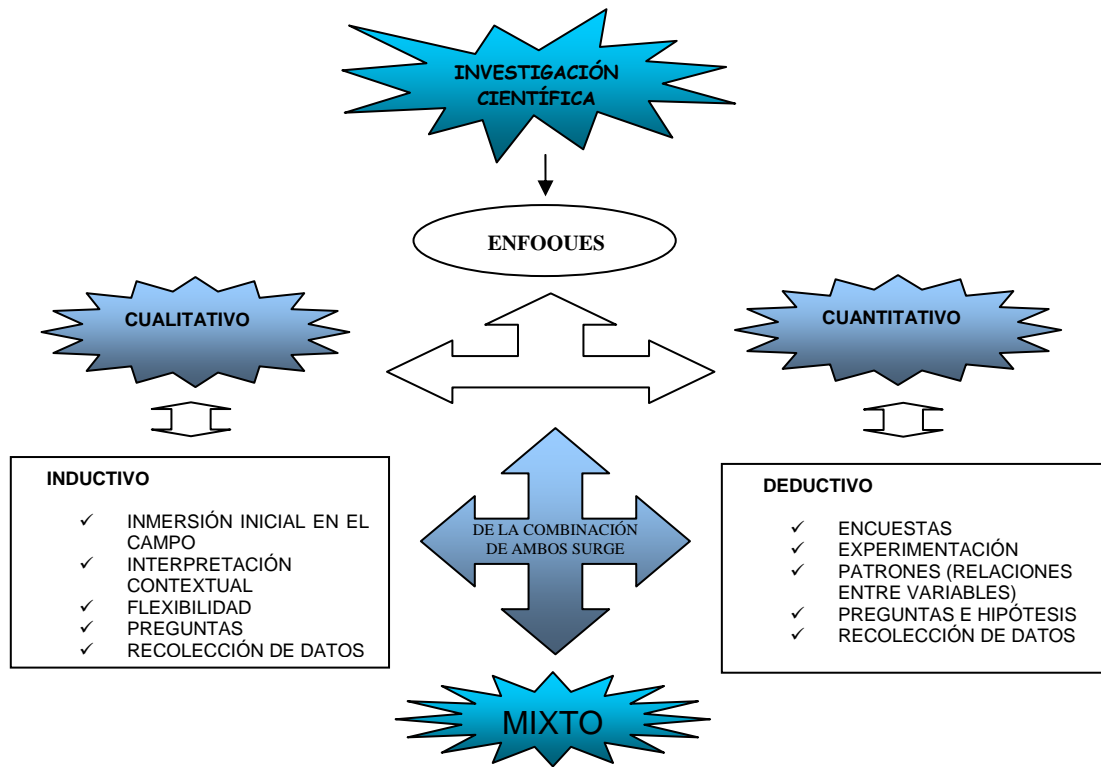 INVESTIGACIÓN
CIENTÍFICA
ENFOQUES
CUALITATIVO
CUANTITATIVO
INDUCTIVO
✓ INMERSIÓN INICIAL EN EL
CAMPO
✓ INTERPRETACIÓN
CONTEXTUAL
✓ FLEXIBILIDAD
✓ PREGUNTAS
✓ RECOLECCIÓN DE DATOS
DE LA COMBINACIÓN
DE AMBOS SURGE
DEDUCTIVO
✓ ENCUESTAS
✓ EXPERIMENTACIÓN
✓ PATRONES (RELACIONES
ENTRE VARIABLES)
✓ PREGUNTAS E HIPÓTESIS
✓ RECOLECCIÓN DE DATOS
MIXTO